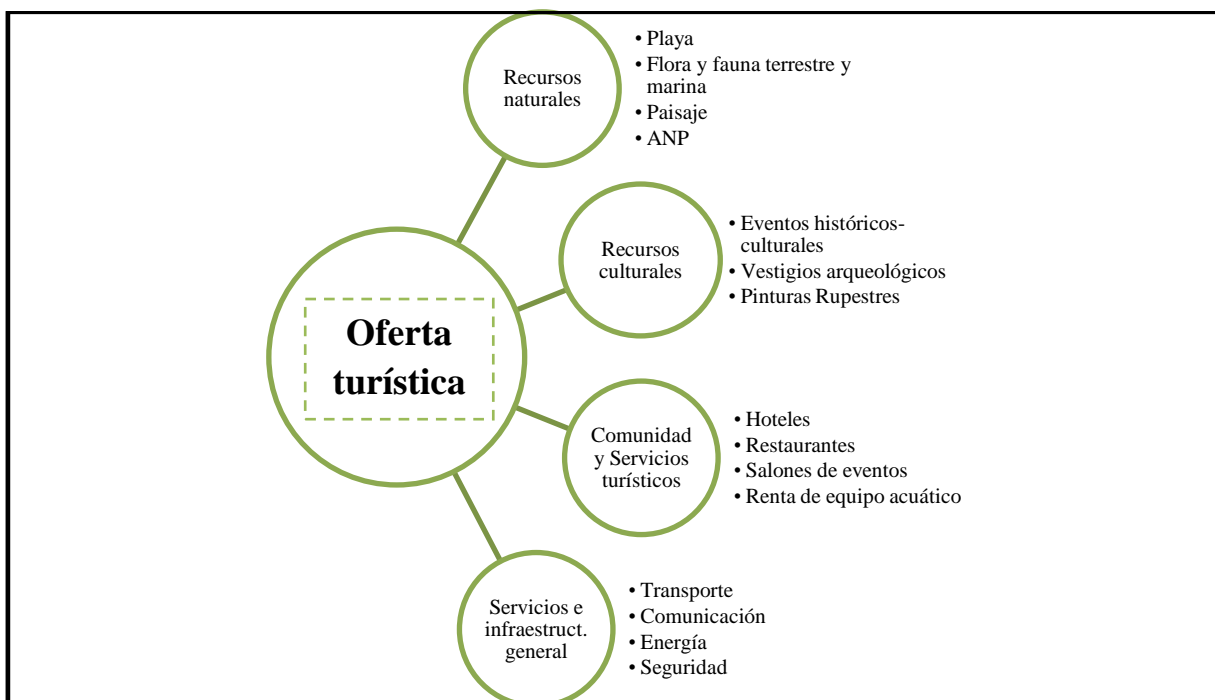 Recursos
naturales
• Playa
• Flora y fauna terrestre y
marina
• Paisaje
• ANP
Recursos
culturales
• Eventos históricos-
culturales
• Vestigios arqueológicos
• Pinturas Rupestres
Oferta
turística
Comunidad
y Servicios
turísticos
• Hoteles
• Restaurantes
• Salones de eventos
• Renta de equipo acuático
Servicios e
infraestruct.
general
• Transporte
• Comunicación
• Energía
• Seguridad